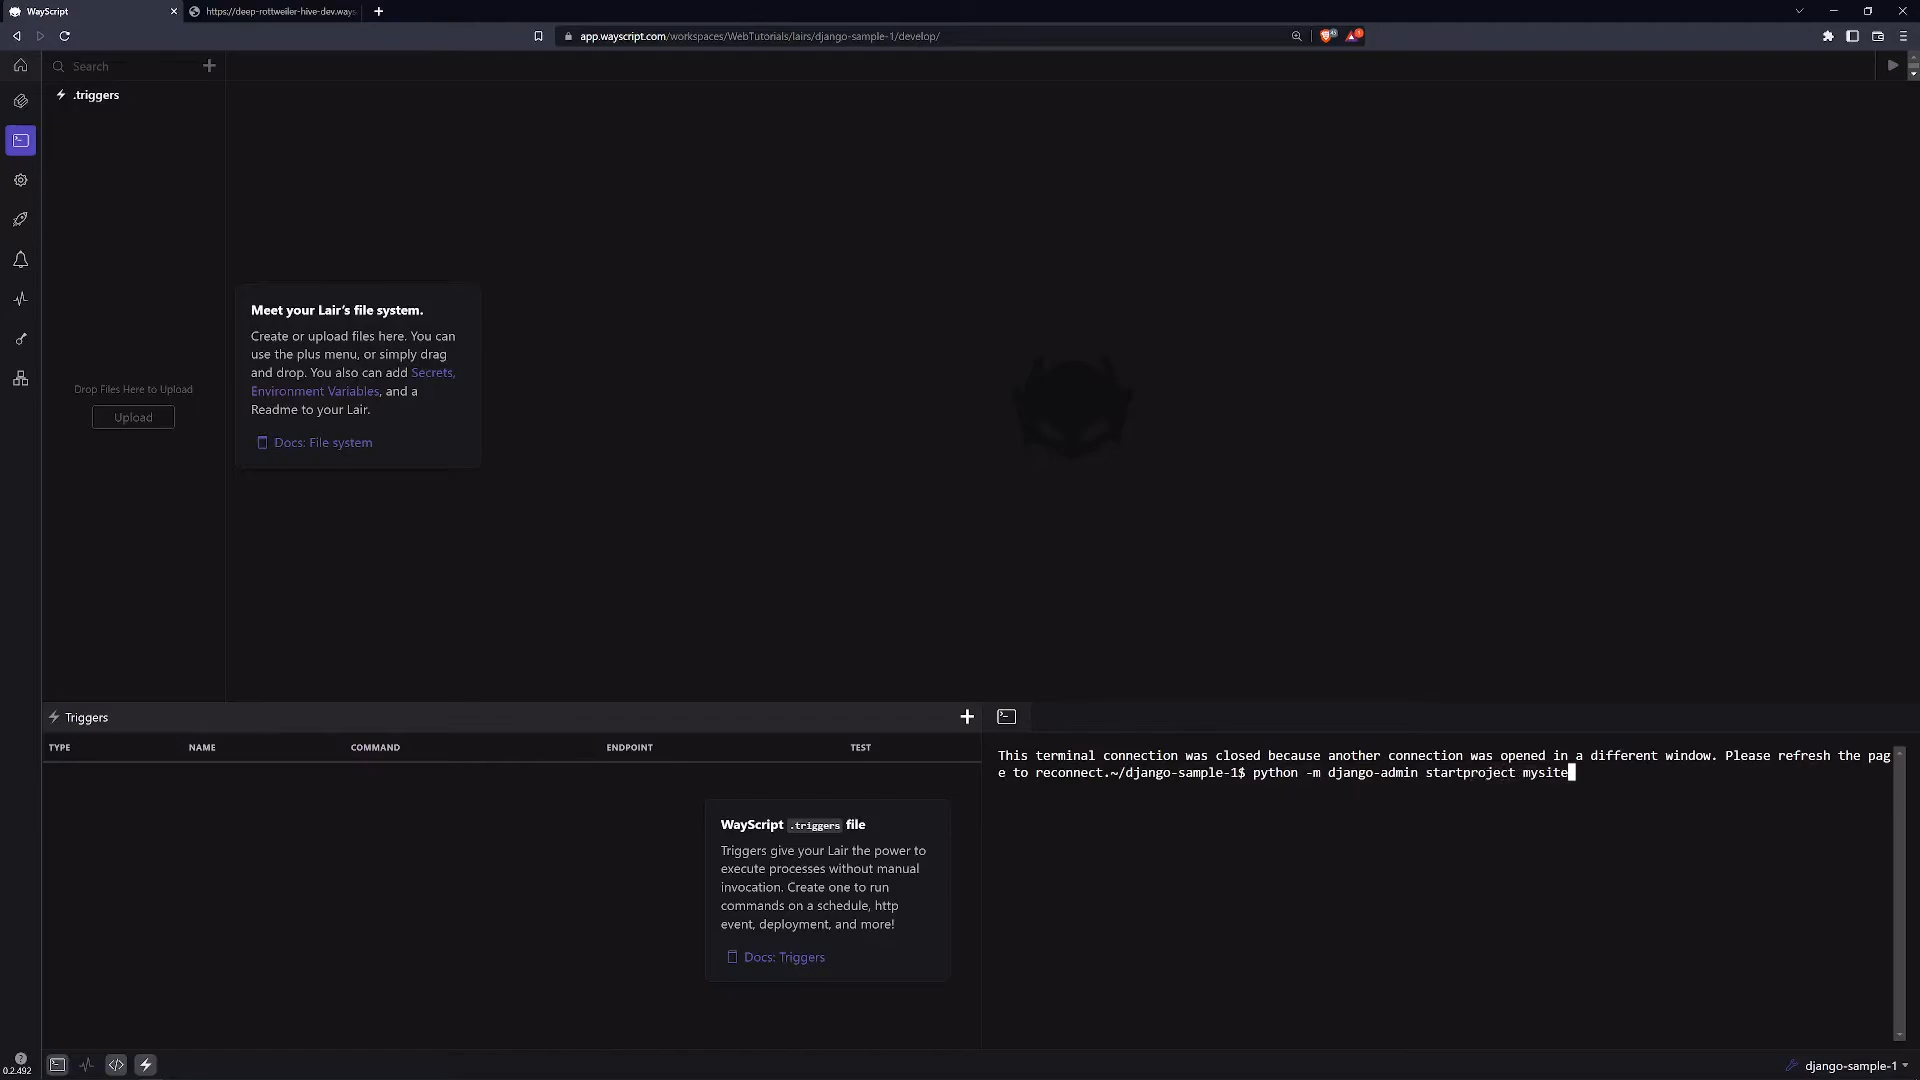 WayScript
https://deep-rottweiler-hive-dev.ways
app.wayscript.com/workspaces/WebTutorials/lairs/django-sample-1/develop/
Search
.triggers
Meet your Lair's file system.
Create or upload files here. You can
use the plus menu, or simply drag
and drop. You also can add Secrets,
Environment Variables, and a
Readme to your Lair.
Docs: File system
Drop Files Here to Upload
Upload
Triggers
TYPE NAME COMMAND ENDPOINT TEST
WayScript .triggers file
Triggers give your Lair the power to
execute processes without manual
invocation. Create one to run
commands on a schedule, http
event, deployment, and more!
Docs: Triggers
This terminal connection was closed because another connection was opened in a different window. Please refresh the pag
e to reconnect.~/django-sample-1$ python -m django-admin startproject mysite
0.2.492
django-sample-1